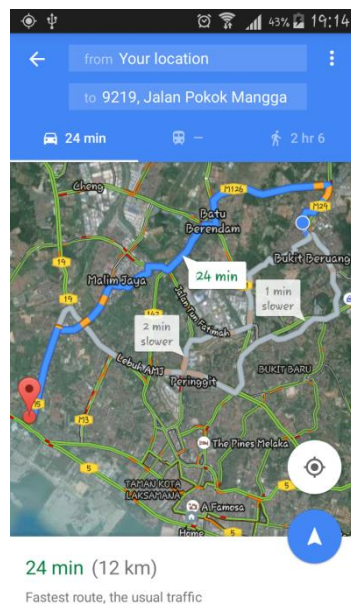 43% 19:14
from Your location
to 9219, Jalan Pokok Mangga
24 min
–
2 hr 6
Cheng
M126
M29
Batu
Berendam
19
24 min
Bukit Beruang
Malim Jaya
1 min
slower
19
Jalan Tun Fatimah
2 min
slower
Lebuh AMJ
Peringgit
BUKIT BARU
M3
The Pines Melaka
5
5
TAMAN KOTA
LAKSAMANA
A Famosa
Home
24 min (12 km)
Fastest route, the usual traffic